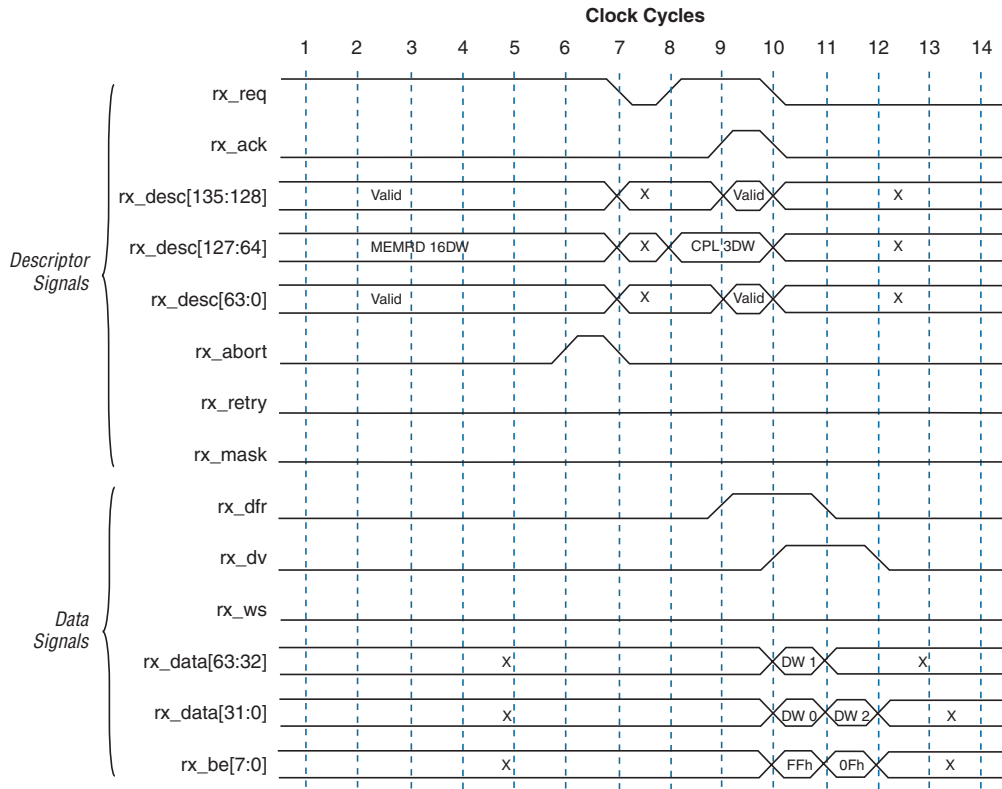 Clock Cycles
1 2 3 4 5 6 7 8 9 10 11 12 13 14
rx_req
rx_ack
rx_desc[135:128] Valid X Valid X
rx_desc[127:64] MEMRD 16DW X CPL 3DW X
Descriptor
Signals
rx_desc[63:0] Valid X Valid X
rx_abort
rx_retry
rx_mask
rx_dfr
rx_dv
rx_ws
Data
Signals
rx_data[63:32] X DW 1 X
rx_data[31:0] X DW 0 DW 2 X
rx_be[7:0] X FFh 0Fh X